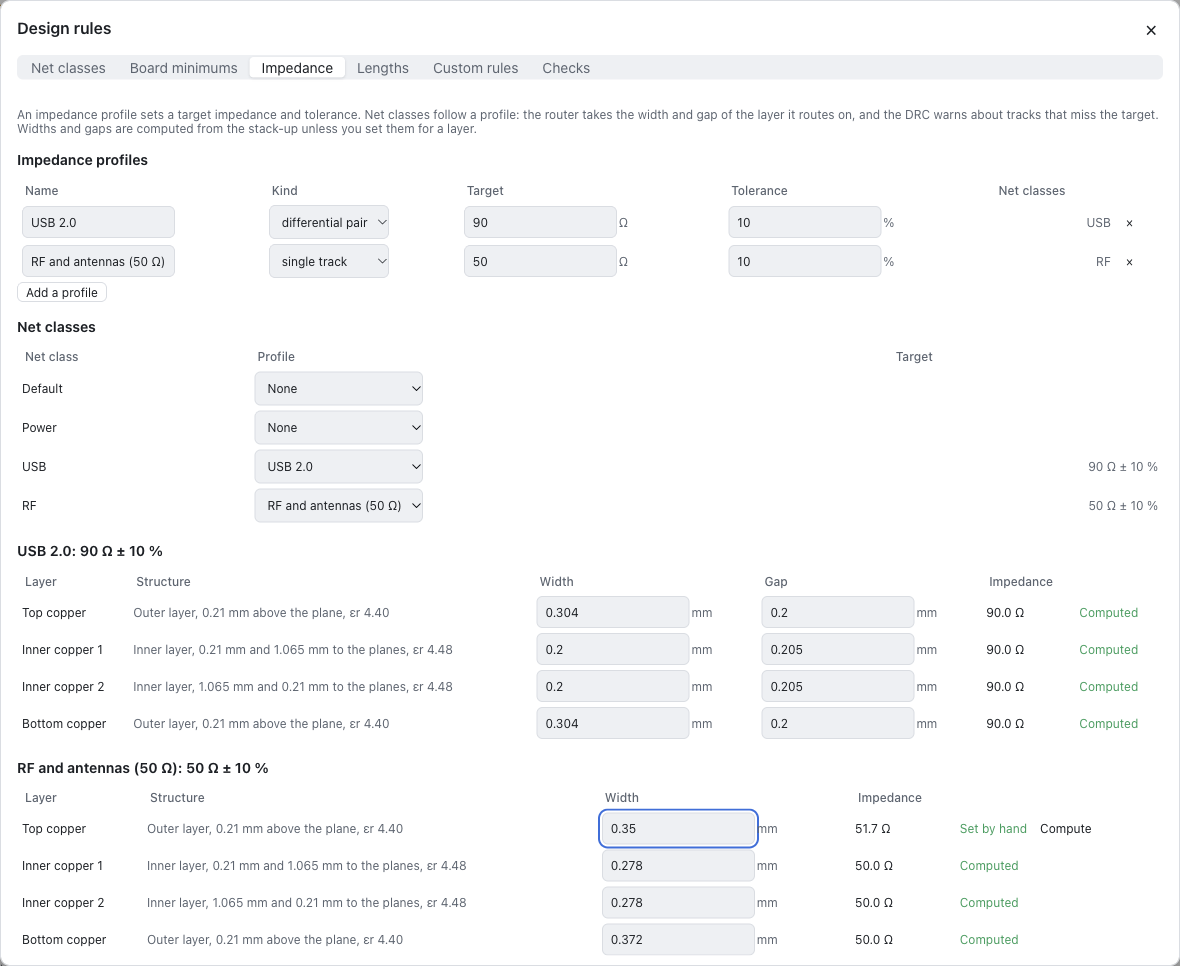 Design rules
×
Net classes Board minimums Impedance Lengths Custom rules Checks
An impedance profile sets a target impedance and tolerance. Net classes follow a profile: the router takes the width and gap of the layer it routes on, and the DRC warns about tracks that miss the target.
Widths and gaps are computed from the stack-up unless you set them for a layer.
Impedance profiles
Name Kind Target Tolerance Net classes
USB 2.0 differential pair 90 Ω 10 % USB ×
RF and antennas (50 Ω) single track 50 Ω 10 % RF ×
Add a profile
Net classes
Net class Profile Target
Default None
Power None
USB USB 2.0 90 Ω ± 10 %
RF RF and antennas (50 Ω) 50 Ω ± 10 %
USB 2.0: 90 Ω ± 10 %
Layer Structure Width Gap Impedance
Top copper Outer layer, 0.21 mm above the plane, εr 4.40 0.304 mm 0.2 mm 90.0 Ω Computed
Inner copper 1 Inner layer, 0.21 mm and 1.065 mm to the planes, εr 4.48 0.2 mm 0.205 mm 90.0 Ω Computed
Inner copper 2 Inner layer, 1.065 mm and 0.21 mm to the planes, εr 4.48 0.2 mm 0.205 mm 90.0 Ω Computed
Bottom copper Outer layer, 0.21 mm above the plane, εr 4.40 0.304 mm 0.2 mm 90.0 Ω Computed
RF and antennas (50 Ω): 50 Ω ± 10 %
Layer Structure Width Impedance
Top copper Outer layer, 0.21 mm above the plane, εr 4.40 0.35 mm 51.7 Ω Set by hand Compute
Inner copper 1 Inner layer, 0.21 mm and 1.065 mm to the planes, εr 4.48 0.278 mm 50.0 Ω Computed
Inner copper 2 Inner layer, 1.065 mm and 0.21 mm to the planes, εr 4.48 0.278 mm 50.0 Ω Computed
Bottom copper Outer layer, 0.21 mm above the plane, εr 4.40 0.372 mm 50.0 Ω Computed